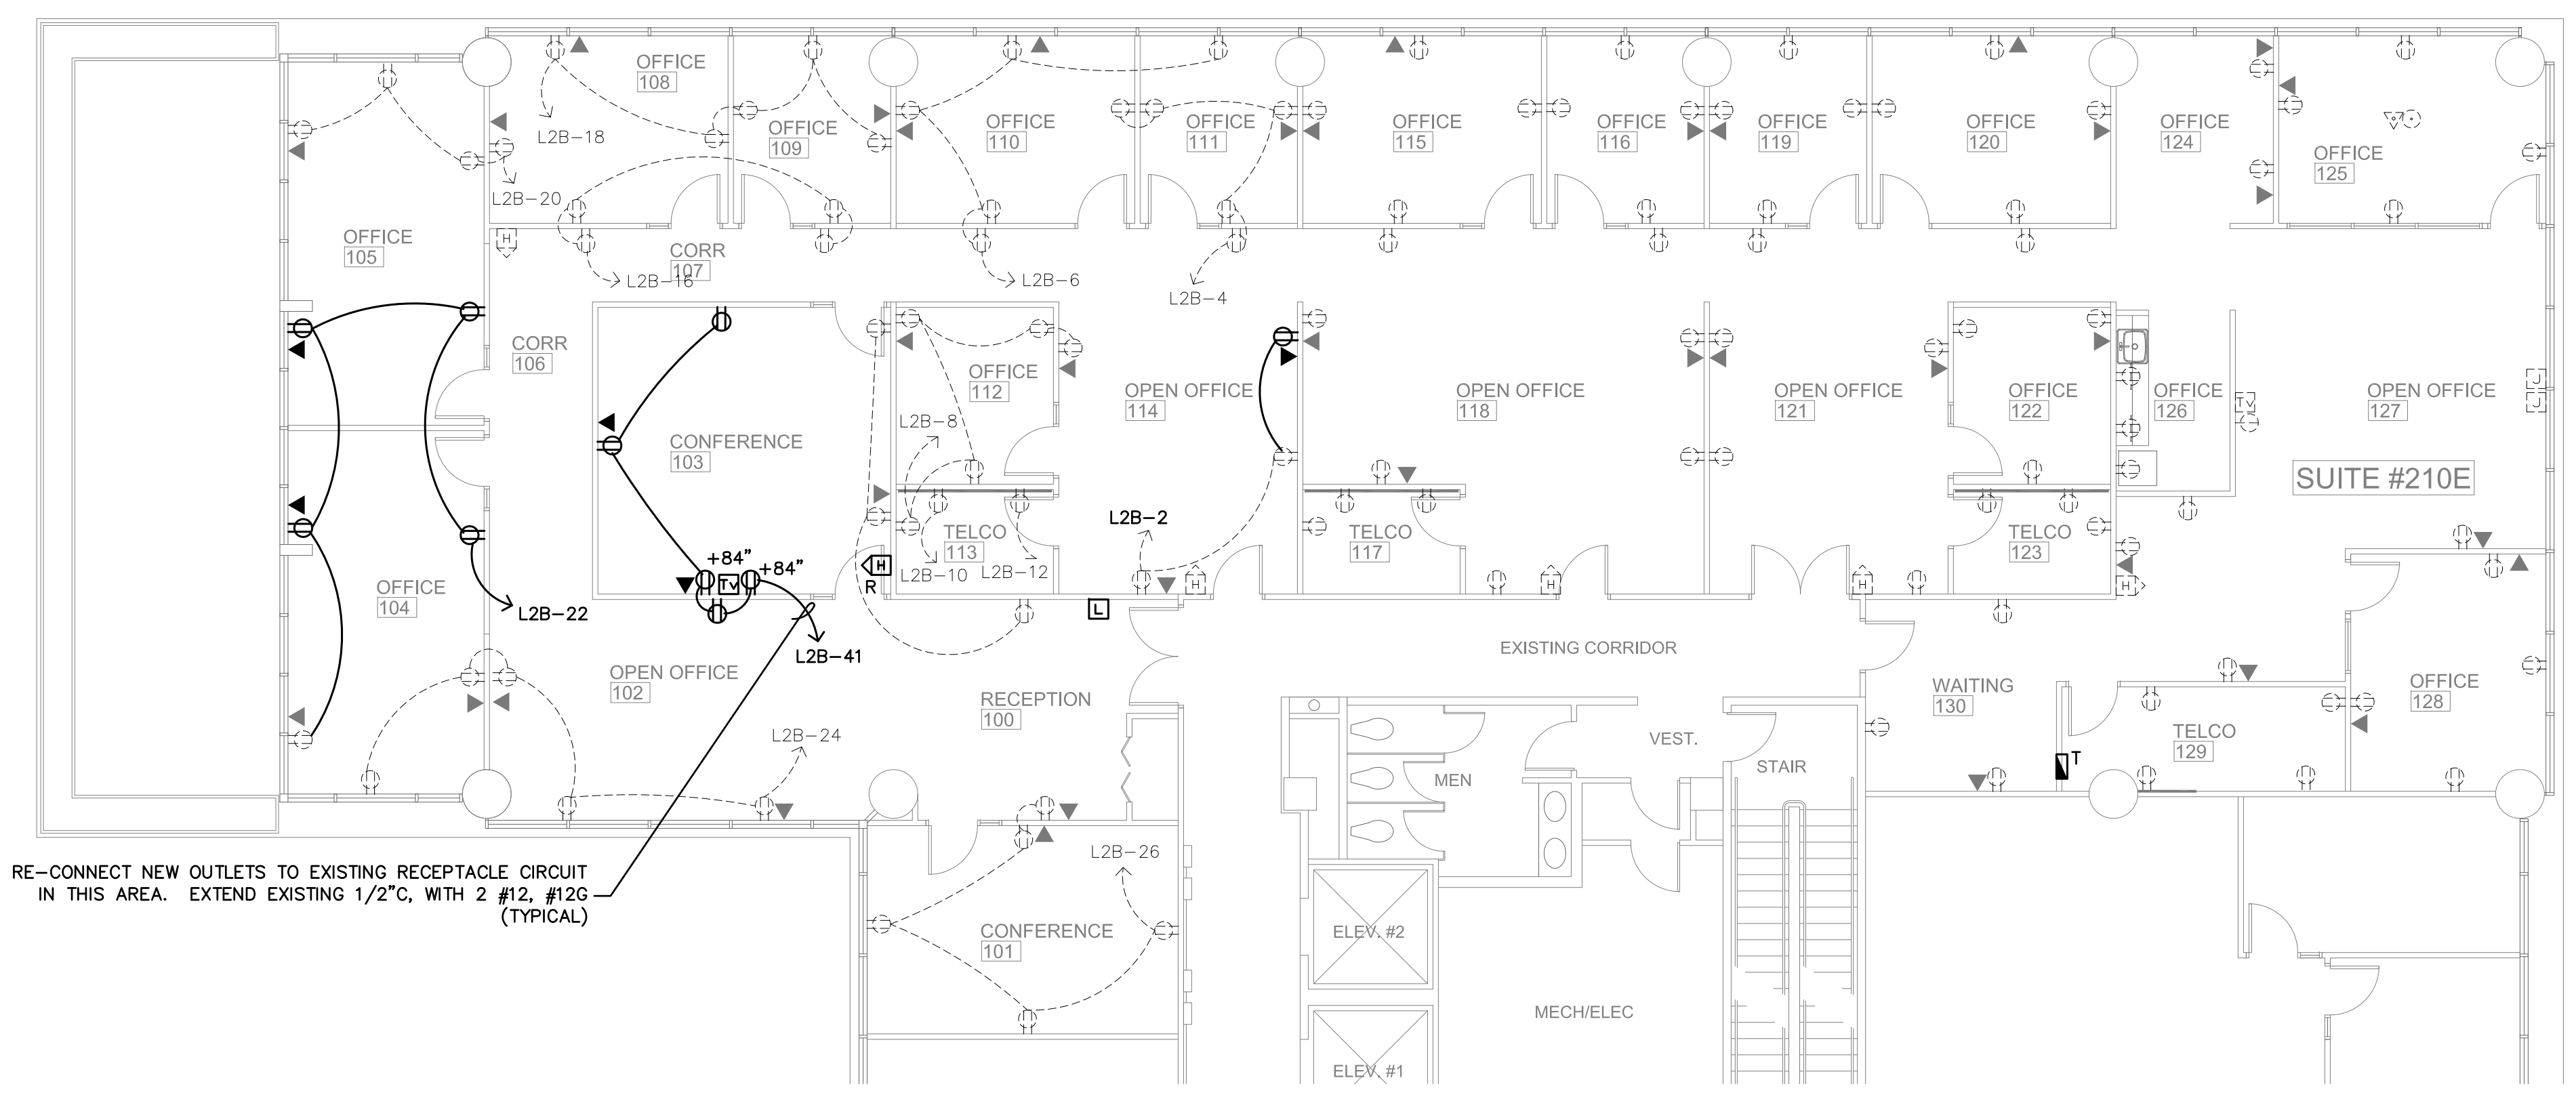 OFFICE
108
OFFICE
109
OFFICE
110
OFFICE
111
OFFICE
115
OFFICE
116
OFFICE
119
OFFICE
120
OFFICE
124
OFFICE
125
L2B-18
L2B-20
OFFICE
105
H
CORR
107
L2B-16
L2B-6
L2B-4
CORR
106
CONFERENCE
103
OFFICE
112
L2B-8
OPEN OFFICE
114
OPEN OFFICE
118
OPEN OFFICE
121
OFFICE
122
OFFICE
126
TV
OPEN OFFICE
127
J
J
SUITE #210E
L2B-2
TELCO
113
L2B-10
L2B-12
TELCO
117
TELCO
123
+84"
TV
+84"
H
R
H
H
H
H
L
OFFICE
104
L2B-22
L2B-41
EXISTING CORRIDOR
OPEN OFFICE
102
RECEPTION
100
WAITING
130
OFFICE
128
L2B-24
VEST.
STAIR
MEN
TELCO
129
T
L2B-26
RE-CONNECT NEW OUTLETS TO EXISTING RECEPTACLE CIRCUIT
IN THIS AREA. EXTEND EXISTING 1/2"C, WITH 2 #12, #12G
(TYPICAL)
CONFERENCE
101
ELEV. #2
MECH/ELEC
ELEV. #1